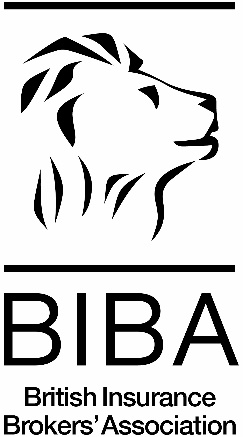 BIBA
British Insurance
Brokers' Association